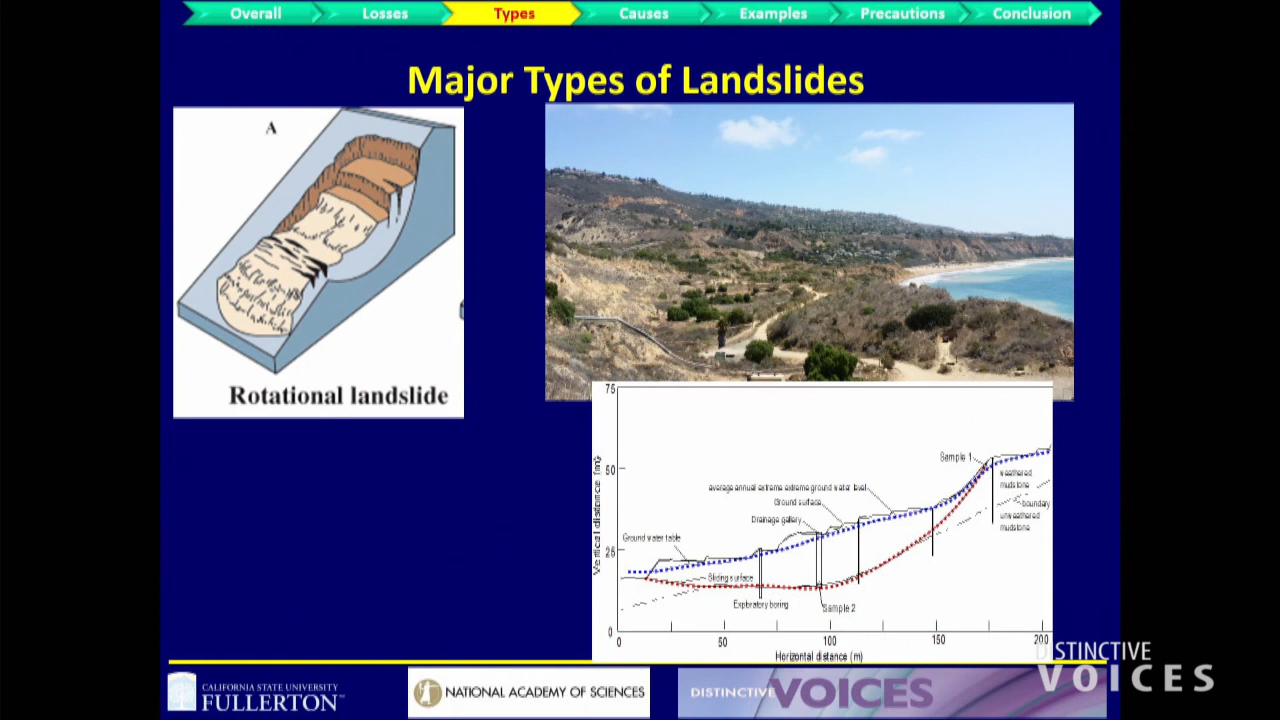 Overall
Losses
Types
Causes
Examples
Precautions
Conclusion
Major Types of Landslides
A
Rotational landslide
75
50
25
0
Vertical distance (m)
Sample 1
weathered
mudstone
boundary
unweathered
mudstone
average annual extreme extreme ground water level
Ground surface
Drainage gallery
Ground water table
Sliding surface
Exploratory boring
Sample 2
0
50
100
150
200
Horizontal distance (m)
DISTINCTIVE
VOICES
CALIFORNIA STATE UNIVERSITY
FULLERTON™
NATIONAL ACADEMY OF SCIENCES
DISTINCTIVE VOICES